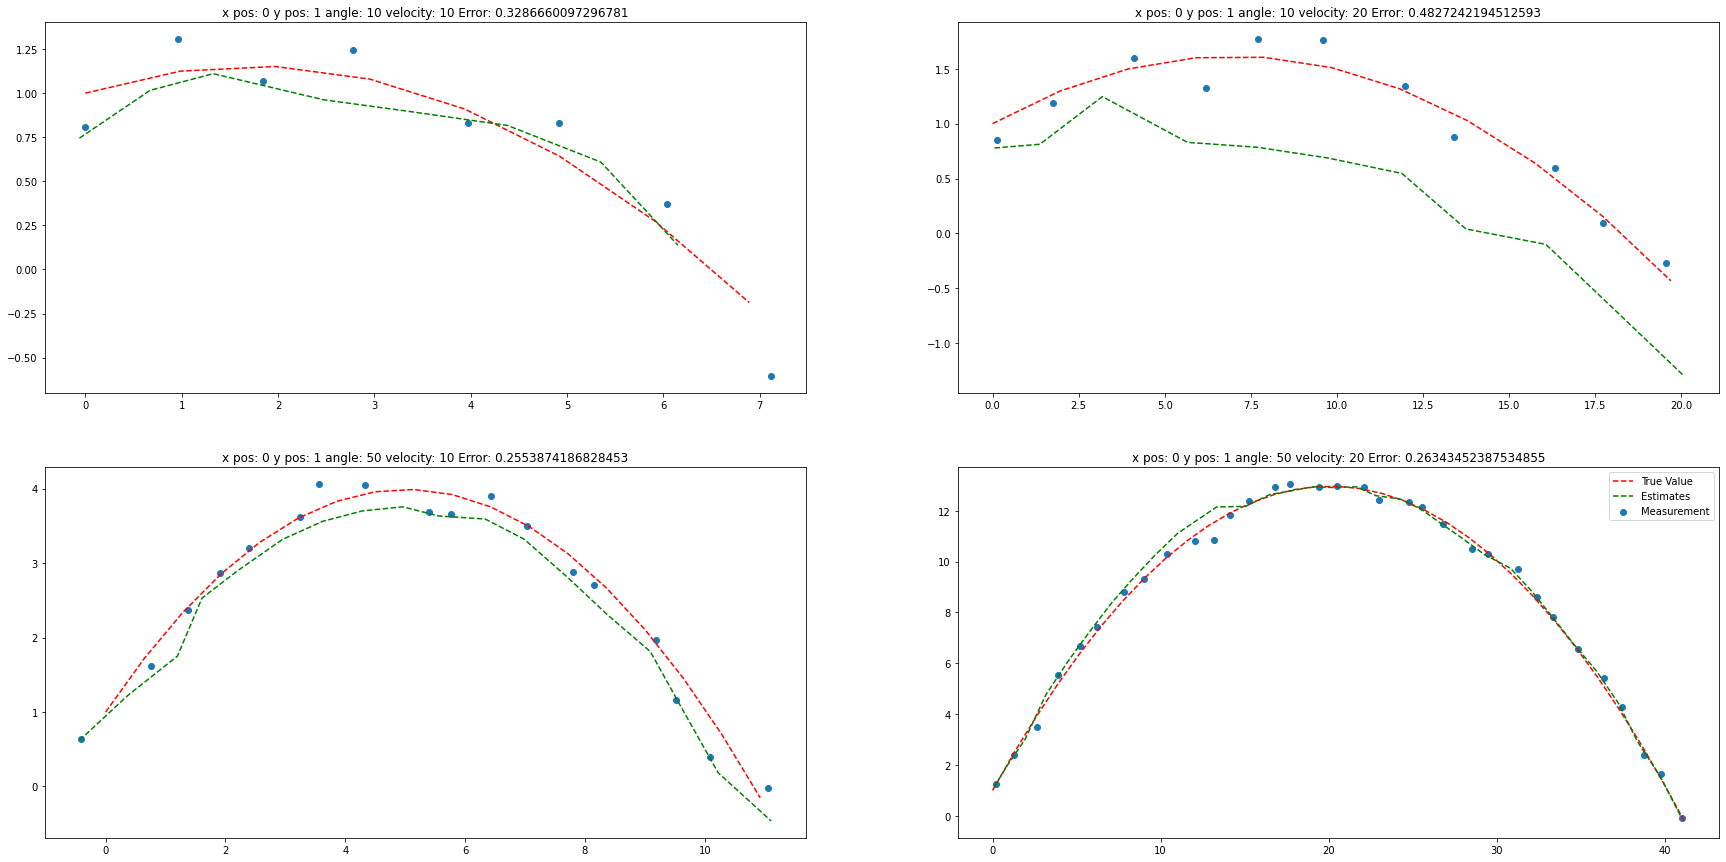 x pos: 0 y pos: 1 angle: 10 velocity: 10 Error: 0.3286660097296781
1.25
1.00
0.75
0.50
0.25
0.00
−0.25
−0.50
0 1 2 3 4 5 6 7
x pos: 0 y pos: 1 angle: 10 velocity: 20 Error: 0.4827242194512593
1.5
1.0
0.5
0.0
−0.5
−1.0
0.0 2.5 5.0 7.5 10.0 12.5 15.0 17.5 20.0
x pos: 0 y pos: 1 angle: 50 velocity: 10 Error: 0.2553874186828453
4
3
2
1
0
0 2 4 6 8 10
x pos: 0 y pos: 1 angle: 50 velocity: 20 Error: 0.26343452387534855
True Value
Estimates
Measurement
12
10
8
6
4
2
0
0 10 20 30 40